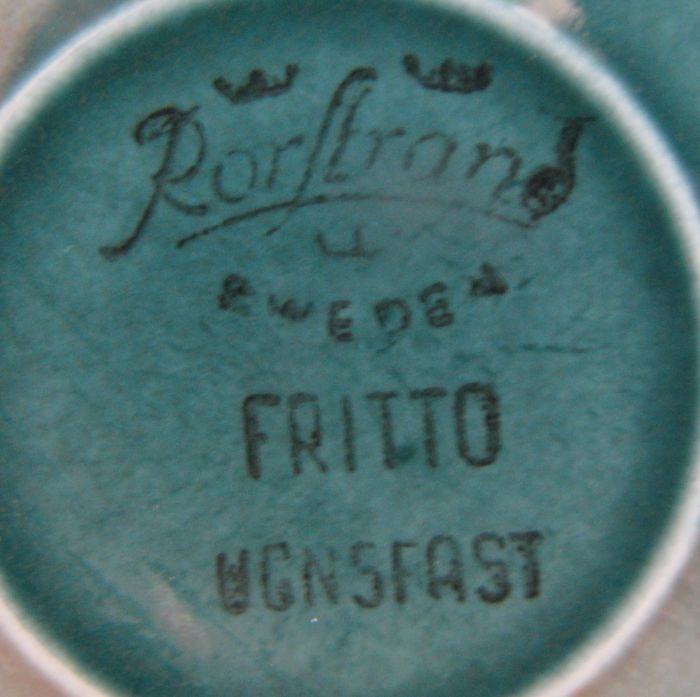 Rorstrand
SWEDEN
FRITTO
UGNSFAST